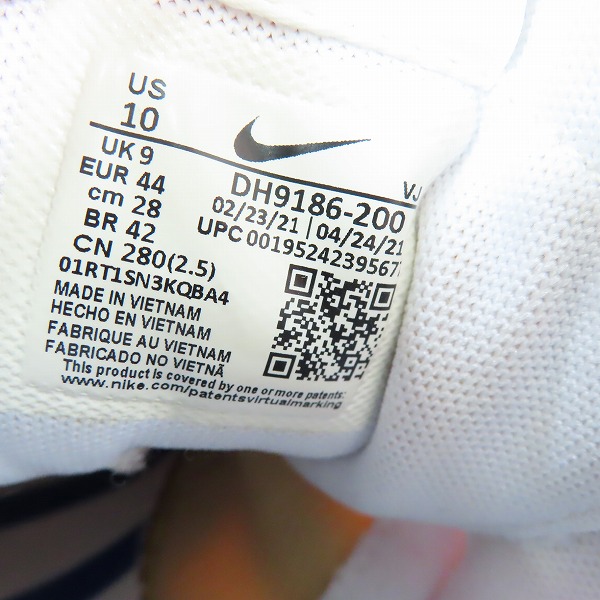 US
10
UK 9
EUR 44
cm 28
BR 42
CN 280(2.5)
01RT1SN3KQBA4
MADE IN VIETNAM
HECHO EN VIETNAM
FABRIQUE AU VIETNAM
FABRICADO NO VIETNÃ
VJ
DH9186-200
02/23/21 | 04/24/21
UPC 00195242395677
This product is covered by one or more patents:
www.nike.com/patentsvirtualmarking